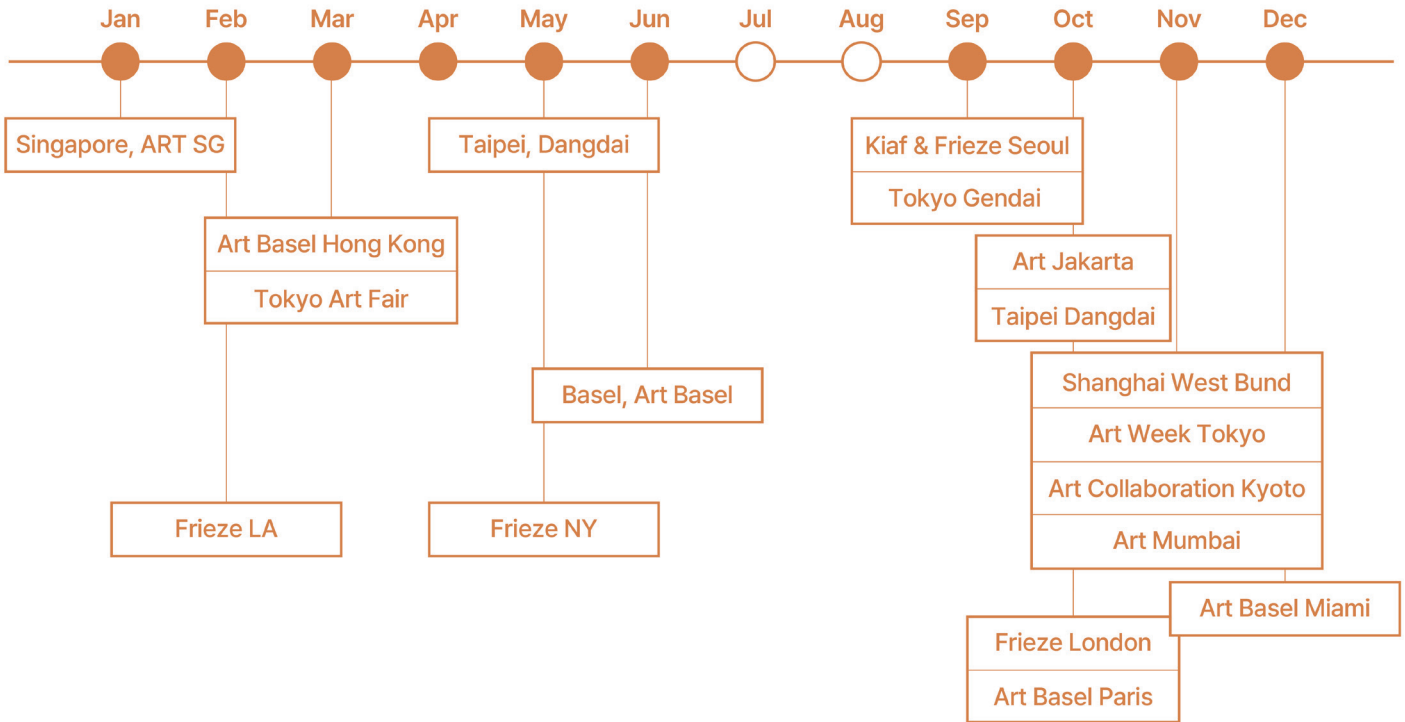 Jan
Feb
Mar
Apr
May
Jun
Jul
Aug
Sep
Oct
Nov
Dec
Singapore, ART SG
Taipei, Dangdai
Kiaf & Frieze Seoul
Tokyo Gendai
Art Basel Hong Kong
Tokyo Art Fair
Art Jakarta
Taipei Dangdai
Basel, Art Basel
Shanghai West Bund
Art Week Tokyo
Art Collaboration Kyoto
Art Mumbai
Frieze LA
Frieze NY
Art Basel Miami
Frieze London
Art Basel Paris